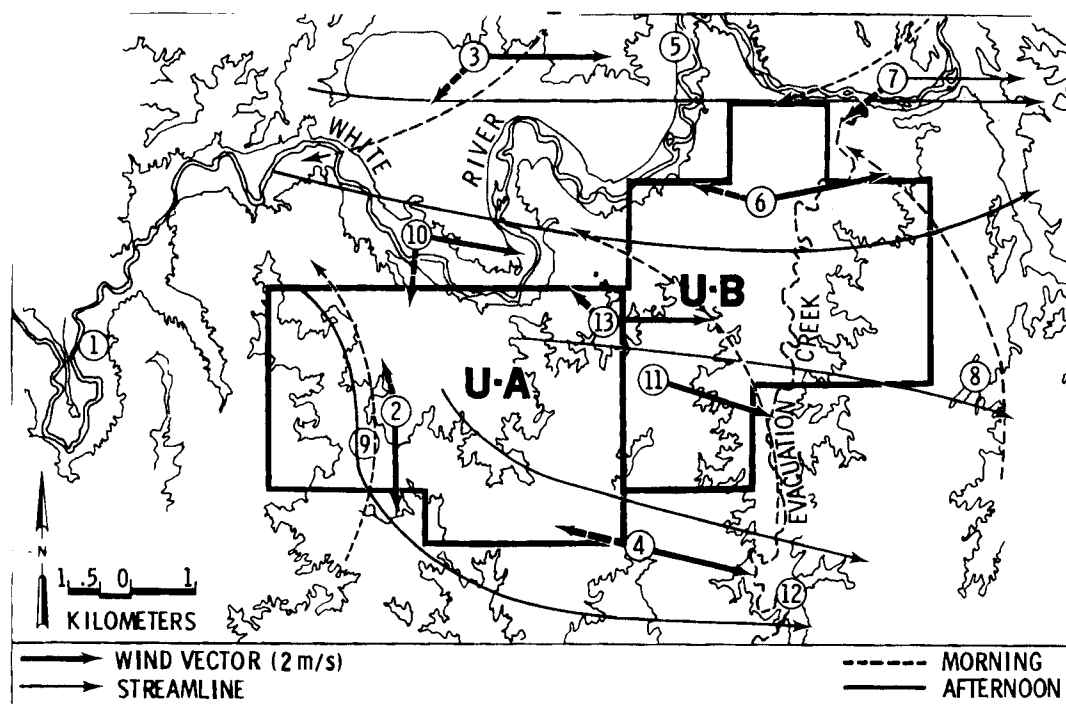 3
5
7
WHITE
RIVER
6
10
U·B
13
1
CREEK
11
8
U·A
2
9
EVACUATION
4
12
N
1 .5 0 1
KILOMETERS
WIND VECTOR (2 m/s)
STREAMLINE
MORNING
AFTERNOON